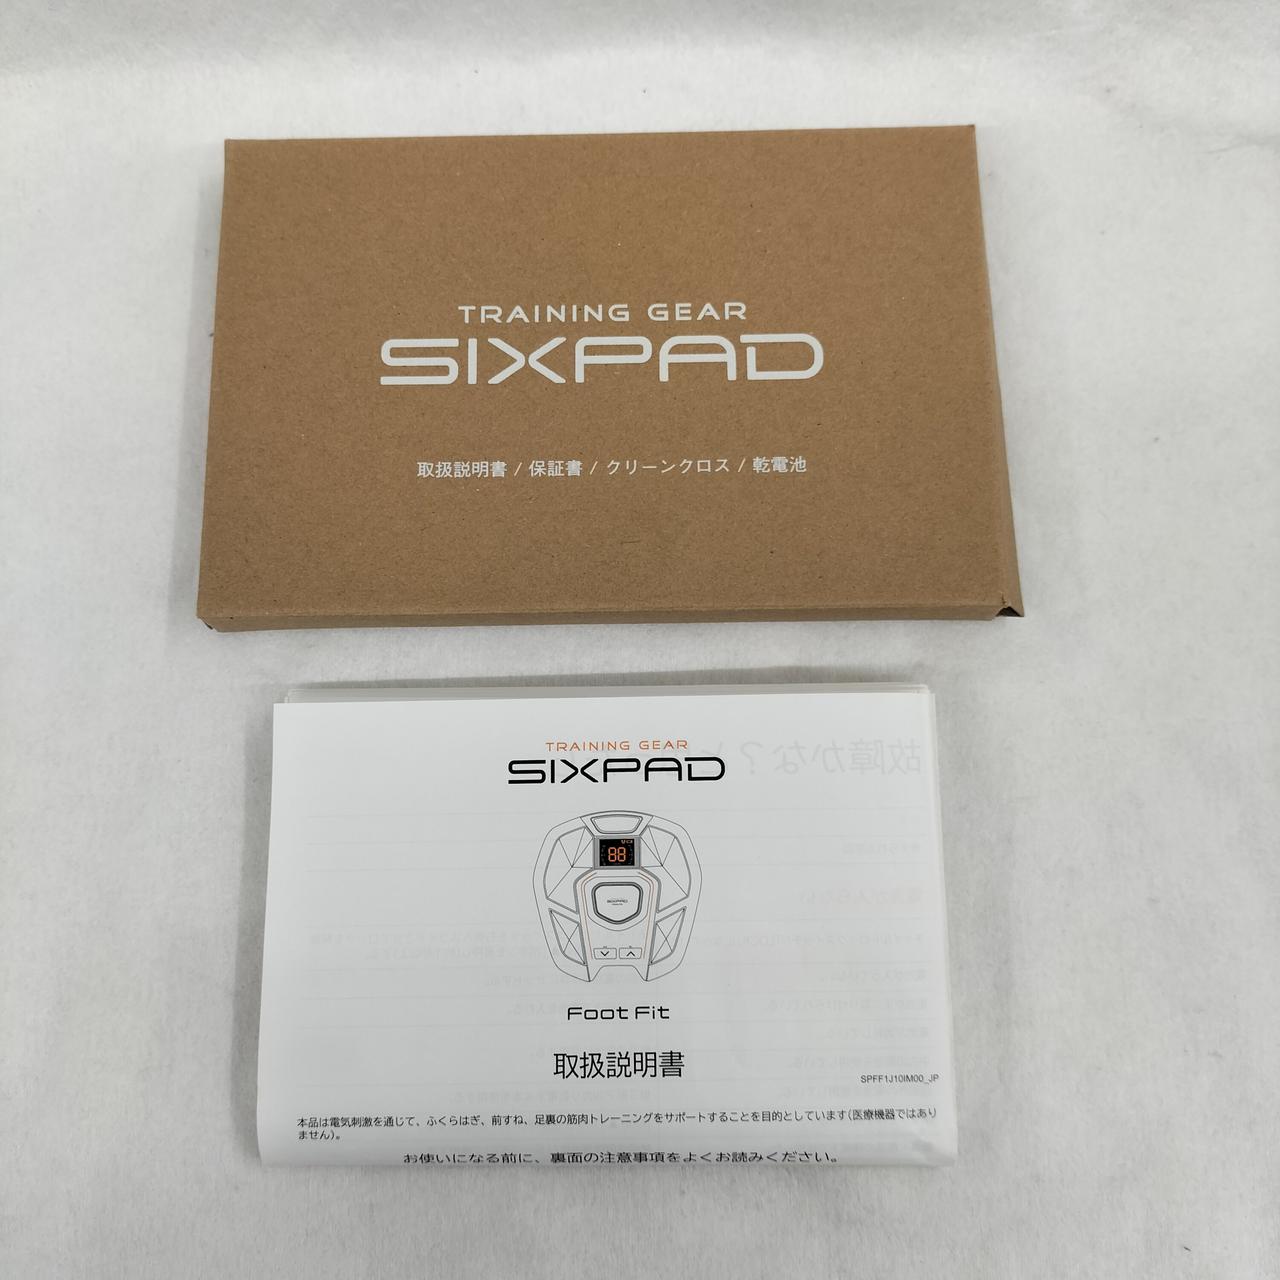 TRAINING GEAR
SIXPAD
取扱説明書 / 保証書 / クリーンクロス / 乾電池
TRAINING GEAR
SIXPAD
88
SIXPAD
Foot Fit
取扱説明書
SPFF1J10IM00_JP
本品は電気刺激を通じて、ふくらはぎ、前すね、足裏の筋肉トレーニングをサポートすることを目的としています(医療機器ではあり
ません)。
お使いになる前に、裏面の注意事項をよくお読みください。
故障かな?と